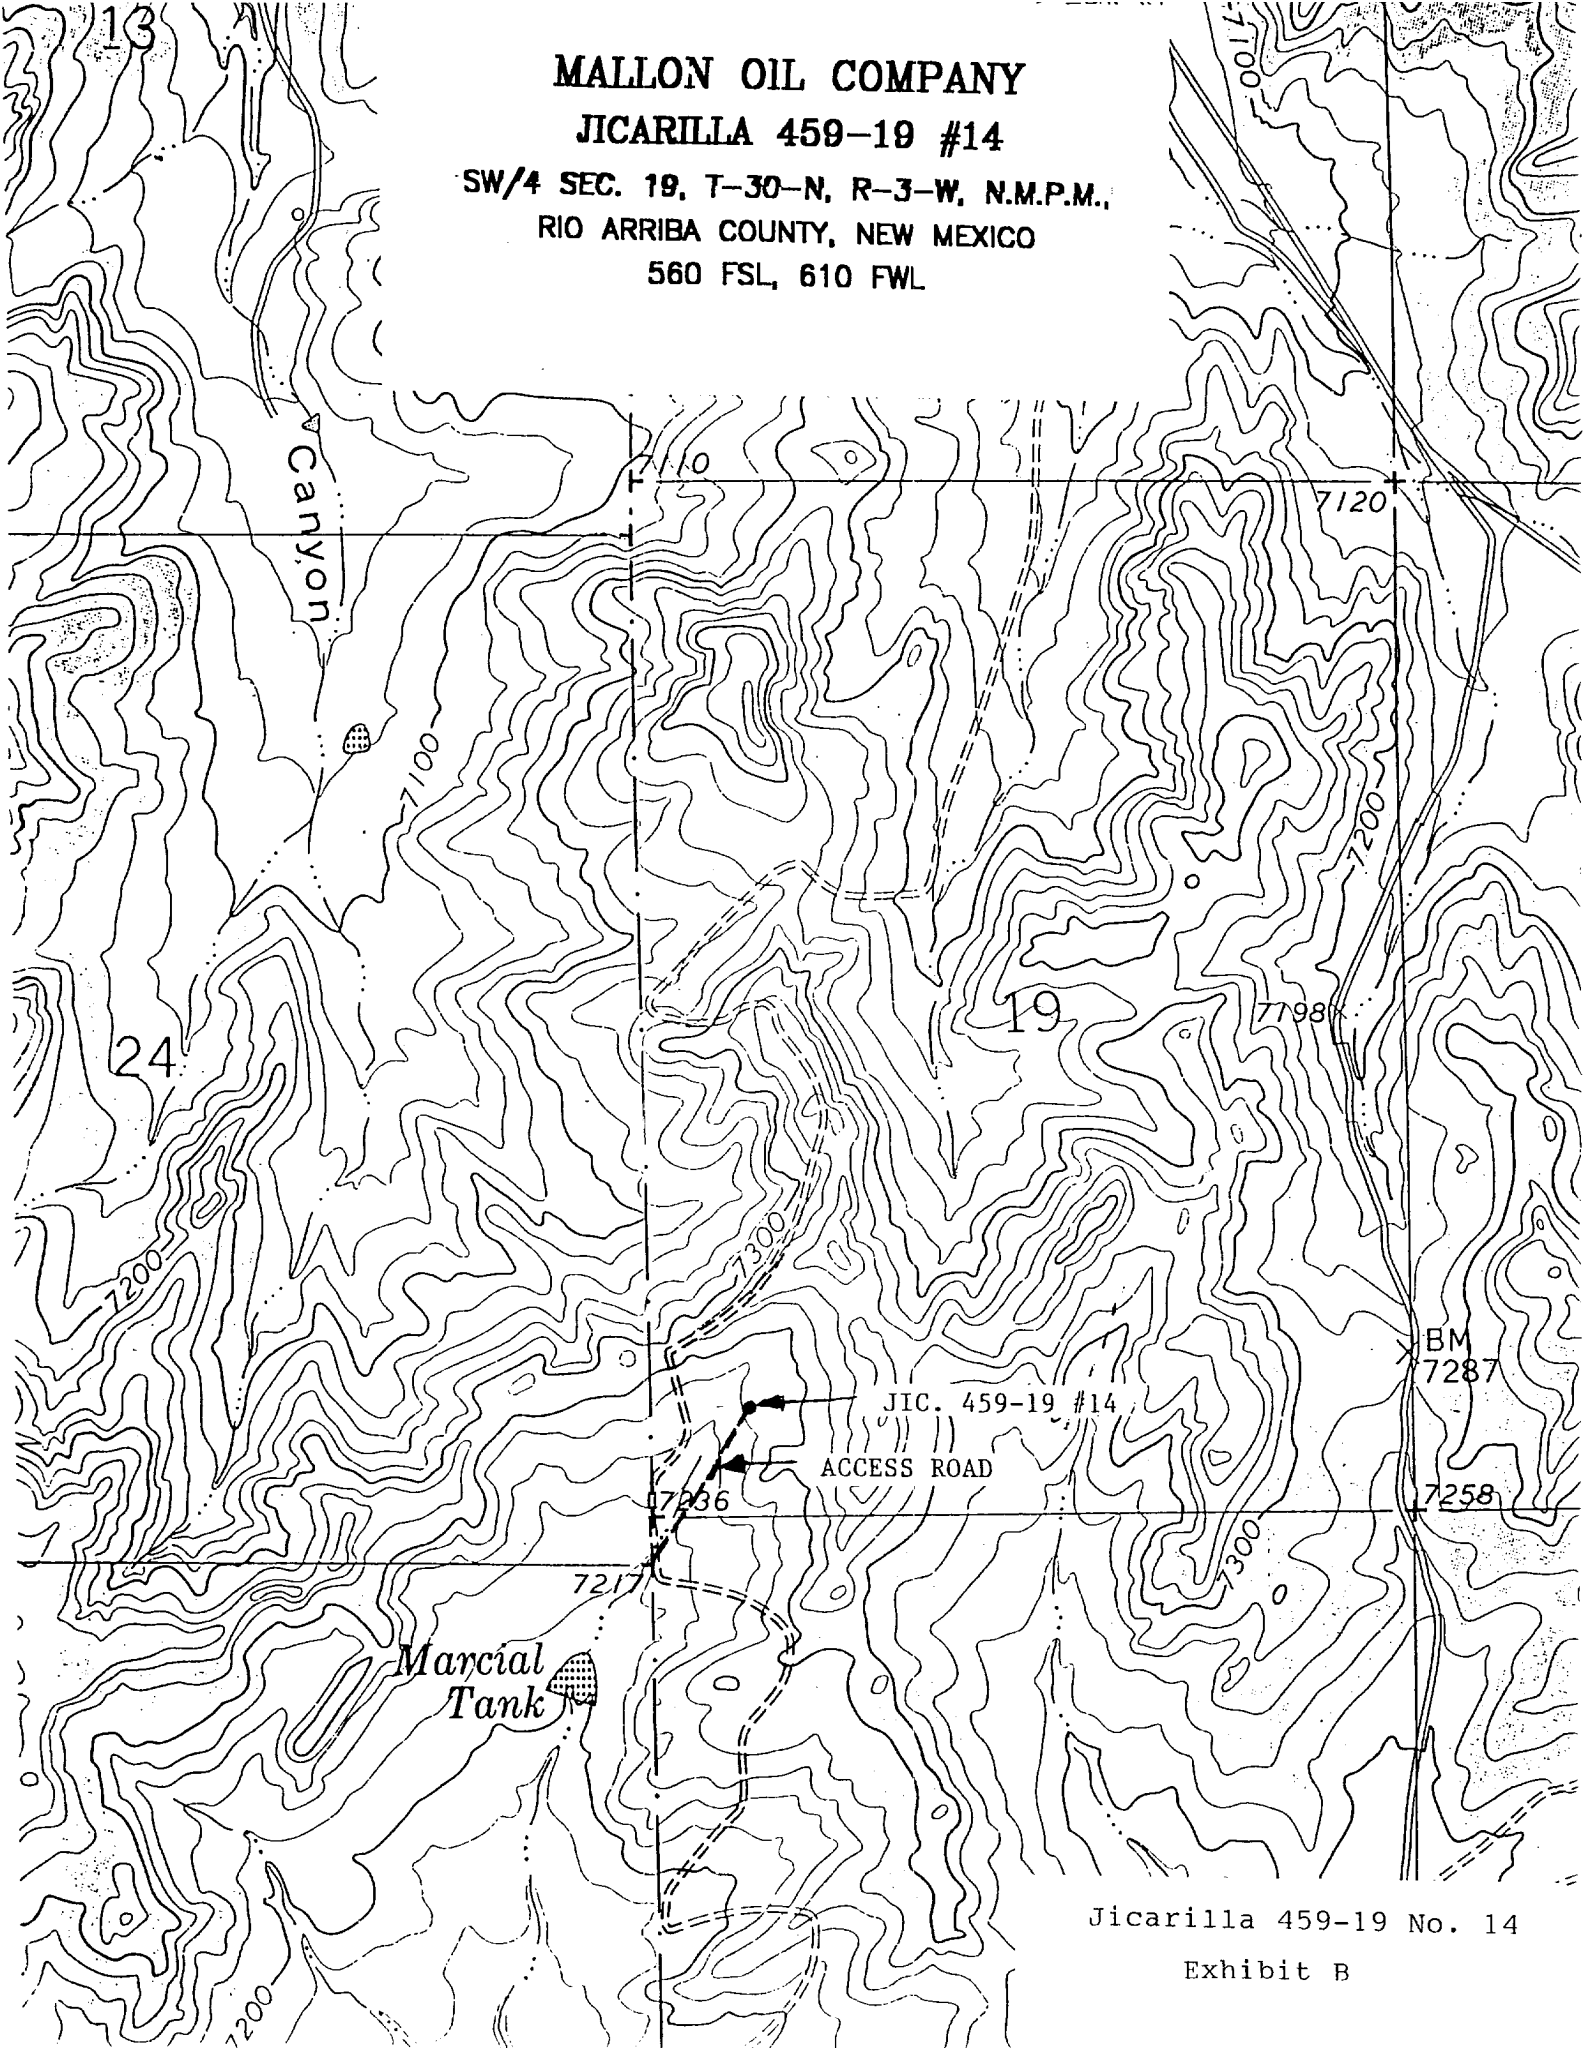 13
MALLON OIL COMPANY
JICARILLA 459-19 #14
SW/4 SEC. 19, T-30-N, R-3-W, N.M.P.M.,
RIO ARRIBA COUNTY, NEW MEXICO
560 FSL, 610 FWL
7100
Canyon
7110
7120
7100
7200
24
19
7198
7200
7300
BM
7287
JIC. 459-19 #14
ACCESS ROAD
7236
7258
7217
7300
Marcial
Tank
7200
Jicarilla 459-19 No. 14
Exhibit B